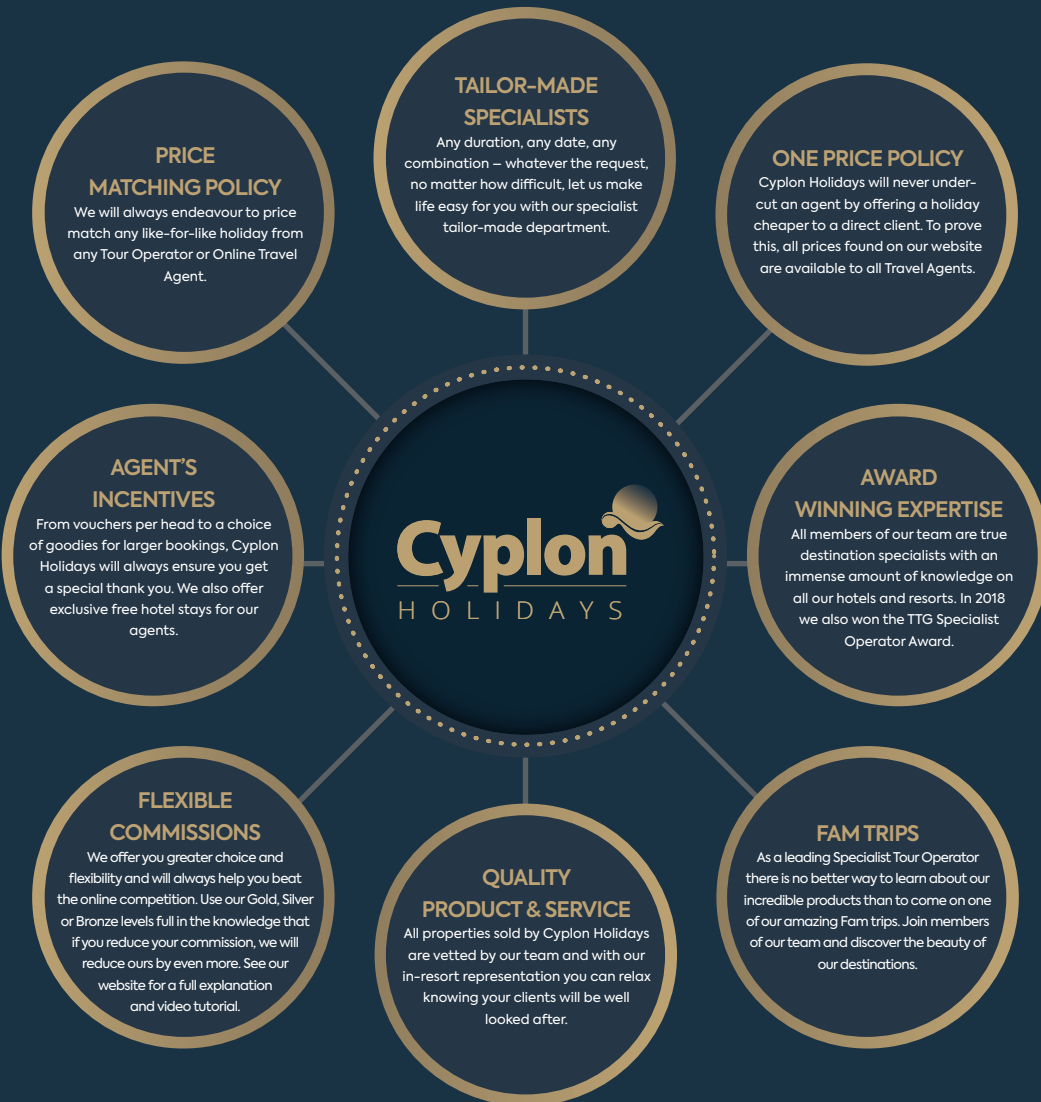 TAILOR-MADE
SPECIALISTS
Any duration, any date, any
combination – whatever the request,
no matter how difficult, let us make
life easy for you with our specialist
tailor-made department.
PRICE
MATCHING POLICY
We will always endeavour to price
match any like-for-like holiday from
any Tour Operator or Online Travel
Agent.
ONE PRICE POLICY
Cyplon Holidays will never under-
cut an agent by offering a holiday
cheaper to a direct client. To prove
this, all prices found on our website
are available to all Travel Agents.
AGENT'S
INCENTIVES
From vouchers per head to a choice
of goodies for larger bookings, Cyplon
Holidays will always ensure you get
a special thank you. We also offer
exclusive free hotel stays for our
agents.
Cyplon
HOLIDAYS
AWARD
WINNING EXPERTISE
All members of our team are true
destination specialists with an
immense amount of knowledge on
all our hotels and resorts. In 2018
we also won the TTG Specialist
Operator Award.
FLEXIBLE
COMMISSIONS
We offer you greater choice and
flexibility and will always help you beat
the online competition. Use our Gold, Silver
or Bronze levels full in the knowledge that
if you reduce your commission, we will
reduce ours by even more. See our
website for a full explanation
and video tutorial.
QUALITY
PRODUCT & SERVICE
All properties sold by Cyplon Holidays
are vetted by our team and with our
in-resort representation you can relax
knowing your clients will be well
looked after.
FAM TRIPS
As a leading Specialist Tour Operator
there is no better way to learn about our
incredible products than to come on one
of our amazing Fam trips. Join members
of our team and discover the beauty of
our destinations.